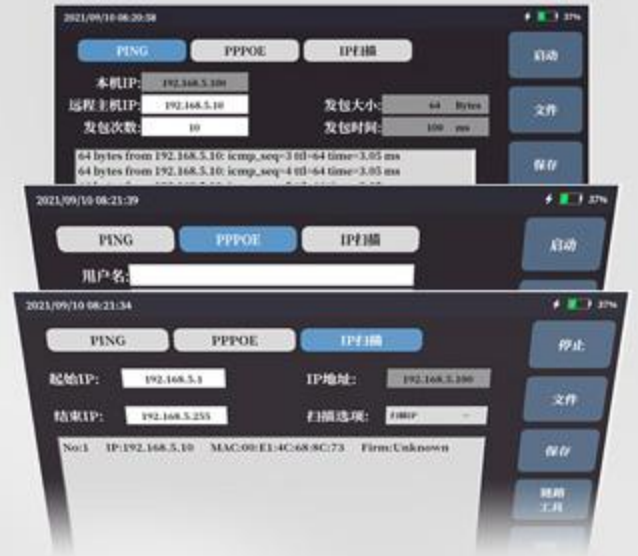 2021/09/10 08:20:58 37%
PING PPPOE IP扫描 启动
本机IP: 192.168.5.100
远程主机IP: 192.168.5.10 发包大小: 64 Bytes 文件
发包次数: 10 发包时间: 100 ms
64 bytes from 192.168.5.10: icmp_seq=3 ttl=64 time=3.05 ms
64 bytes from 192.168.5.10: icmp_seq=4 ttl=64 time=3.05 ms
保存
2021/09/10 08:21:39 37%
PING PPPOE IP扫描 启动
用户名:
2021/09/10 08:21:34 37%
PING PPPOE IP扫描 停止
起始IP: 192.168.5.1 IP地址: 192.168.5.100
结束IP: 192.168.5.255 扫描选项: 扫描IP 文件
No:1 IP:192.168.5.10 MAC:00:E1:4C:68:8C:73 Firm:Unknown
保存
工具